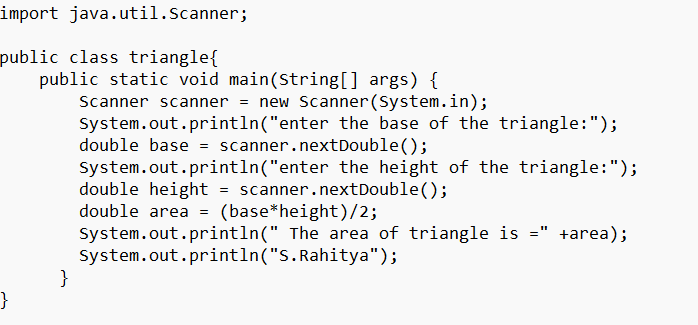 import java.util.Scanner;

public class triangle{
    public static void main(String[] args) {
        Scanner scanner = new Scanner(System.in);
        System.out.println("enter the base of the triangle:");
        double base = scanner.nextDouble();
        System.out.println("enter the height of the triangle:");
        double height = scanner.nextDouble();
        double area = (base*height)/2;
        System.out.println(" The area of triangle is =" +area);
        System.out.println("S.Rahitya");
      }
}